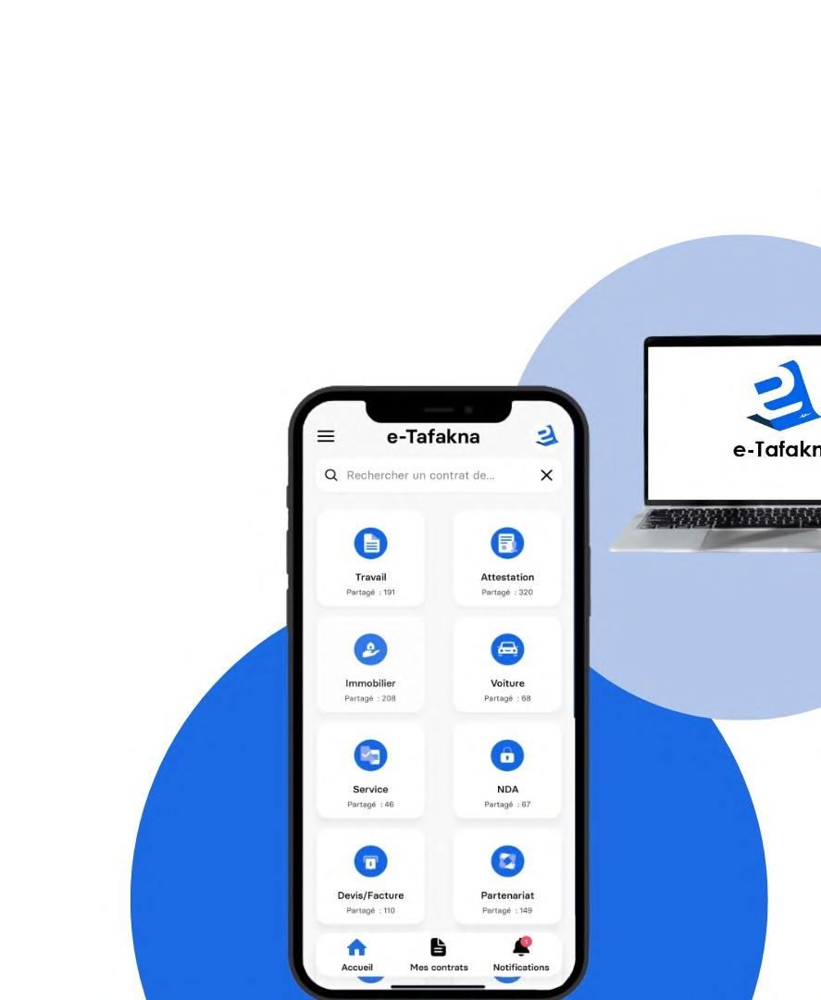 e-Tafakna
Rechercher un contrat de...
Travail
Partagé : 191
Attestation
Partagé : 320
Immobilier
Partagé : 208
Voiture
Partagé : 68
Service
Partagé : 46
NDA
Partagé : 67
Devis/Facture
Partagé : 110
Partenariat
Partagé : 149
Accueil
Mes contrats
1
Notifications
e-Tafakn